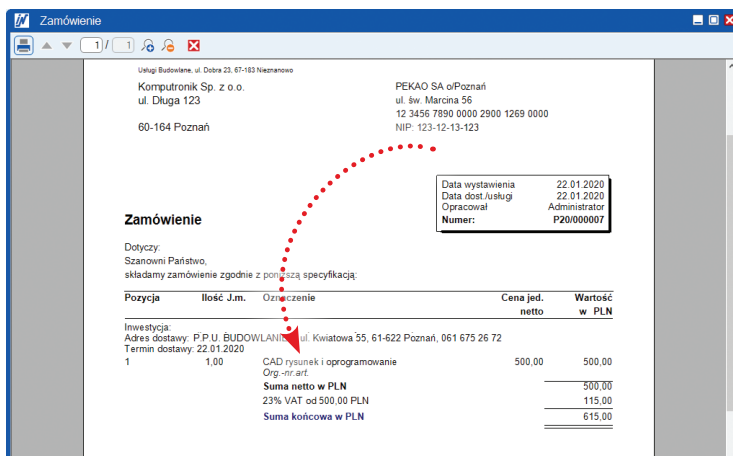 Zamówienie
1 / 1
Usługi Budowlane, ul. Dobra 23, 67-183 Nieznanowo
Komputronik Sp. z o.o.
ul. Długa 123
60-164 Poznań
PEKAO SA o/Poznań
ul. św. Marcina 56
12 3456 7890 0000 2900 1269 0000
NIP: 123-12-13-123
Data wystawienia 22.01.2020
Data dost./usługi 22.01.2020
Opracował Administrator
Numer: P20/000007
Zamówienie
Dotyczy:
Szanowni Państwo,
składamy zamówienie zgodnie z poniższą specyfikacją:
Pozycja Ilość J.m. Oznaczenie Cena jed. Wartość
netto w PLN
Inwestycja:
Adres dostawy: P.P.U. ul. Kwiatowa 55, 61-622 Poznań, 061 675 26 72
Termin dostawy: 22.01.2020
1 1,00 CAD rysunek i oprogramowanie 500,00 500,00
Org.-nr.art.
Suma netto w PLN 500,00
23% VAT od 500,00 PLN 115,00
Suma końcowa w PLN 615,00